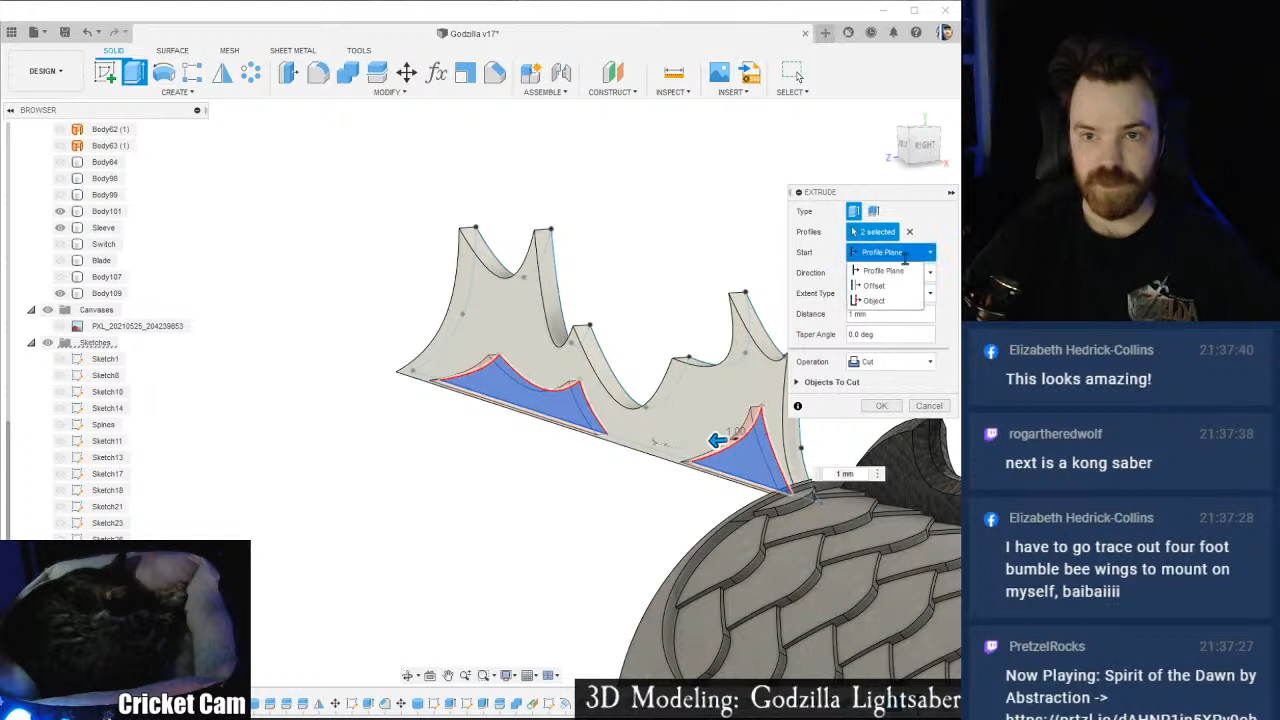 Godzilla v17*
SOLID
SURFACE
MESH
SHEET METAL
TOOLS
DESIGN
CREATE
MODIFY
ASSEMBLE
CONSTRUCT
INSPECT
INSERT
SELECT
BROWSER
Body62 (1)
Body63 (1)
Body64
Body98
Body99
Body101
Sleeve
Switch
Blade
Body107
Body109
Canvases
PXL_20210525_204239853
Sketches
Sketch1
Sketch8
Sketch10
Sketch14
Spines
Sketch11
Sketch13
Sketch17
Sketch18
Sketch21
Sketch23
RIGHT
Z
X
Y
EXTRUDE
Type
Profiles
2 selected
Start
Profile Plane
Direction
Profile Plane
Offset
Extent Type
Object
Distance
1 mm
Taper Angle
0.0 deg
Operation
Cut
Objects To Cut
OK
Cancel
1.00
1 mm
Elizabeth Hedrick-Collins 21:37:40
This looks amazing!
rogartheredwolf 21:37:38
next is a kong saber
Elizabeth Hedrick-Collins 21:37:28
I have to go trace out four foot
bumble bee wings to mount on
myself, baibaiiii
PretzelRocks 21:37:27
Now Playing: Spirit of the Dawn by
Abstraction ->
Cricket Cam
3D Modeling: Godzilla Lightsaber